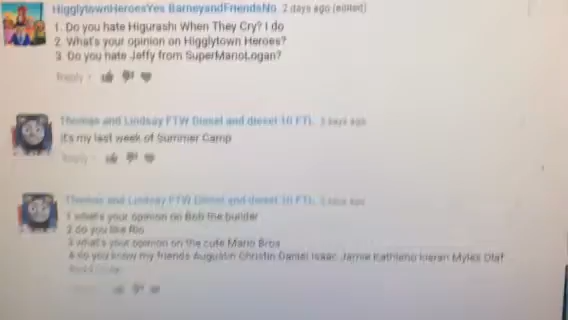 HigglytownHeroesYes BarneyandFriendsNo 2 days ago (edited)
1. Do you hate Higurashi When They Cry? I do
2. What's your opinion on Higglytown Heroes?
3. Do you hate Jeffy from SuperMarioLogan?
Reply
Thomas and Lindsay FTW Diesel and diesel 10 FTL 3 days ago
it's my last week of Summer Camp
Reply
Thomas and Lindsay FTW Diesel and diesel 10 FTL days ago
1 what's your opinion on Bob the builder
2 do you like Rio
3 what's your opinion on the cute Mario Bros
4 do you know my friends Augustin Christin Daniel Isaac Jamie Kathleno kieran Myles Olaf